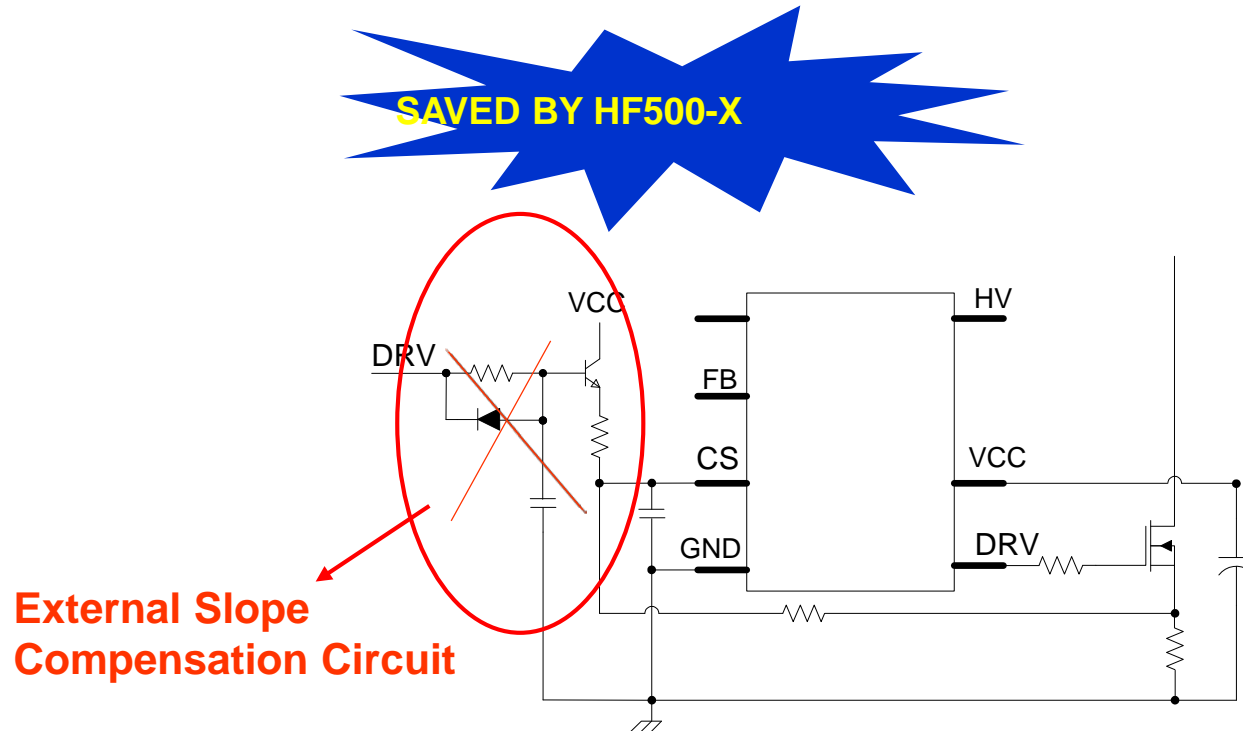 SAVED BY HF500-X
VCC
HV
DRV
FB
CS
VCC
GND
DRV
External Slope
Compensation Circuit